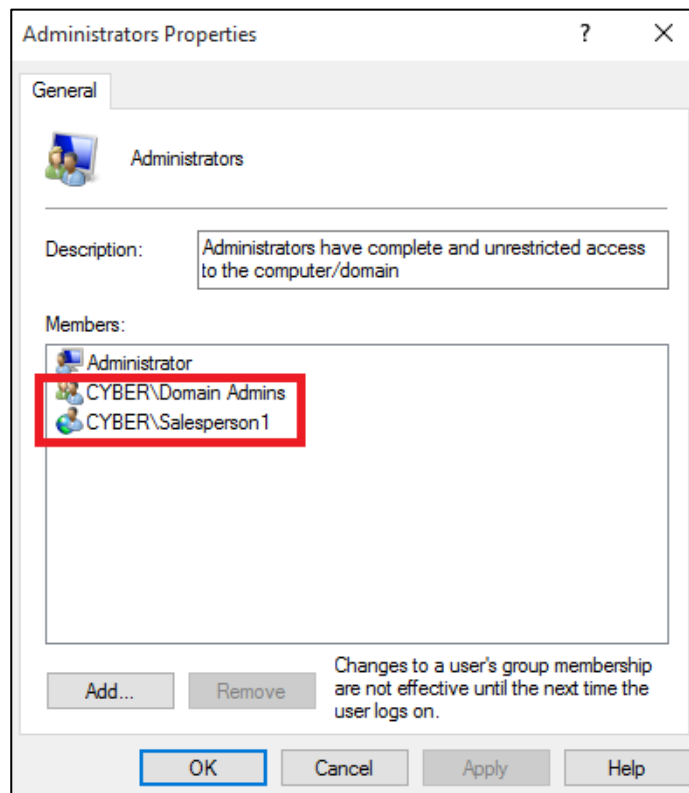 Administrators Properties
?
General
Administrators
Description:
Administrators have complete and unrestricted access
to the computer/domain
Members:
Administrator
CYBER\Domain Admins
CYBER\Salesperson1
Add...
Remove
Changes to a user's group membership
are not effective until the next time the
user logs on.
OK
Cancel
Apply
Help